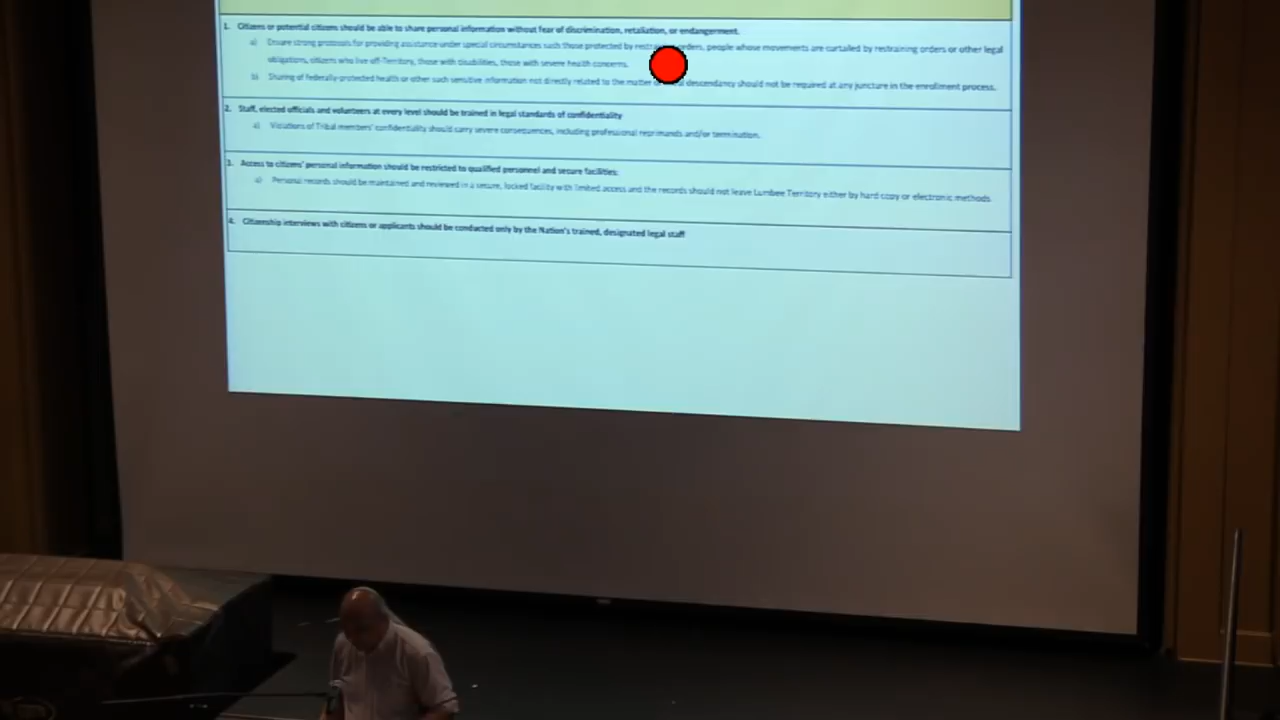 1. Citizens or potential citizens should be able to share personal information without fear of discrimination, retaliation, or endangerment.
a) Ensure strong protocols for providing assistance under special circumstances such those protected by orders, people whose movements are curtailed by restraining orders or other legal
obligations, citizens who live off-Territory, those with disabilities, those with severe health concerns.
b) Sharing of federally-protected health or other such sensitive information not directly related to the matter descendancy should not be required at any juncture in the enrollment process.
2. Staff, elected officials and volunteers at every level should be trained in legal standards of confidentiality
a) Violations of Tribal members' confidentiality should carry severe consequences, including professional reprimands and/or termination.
3. Access to citizens' personal information should be restricted to qualified personnel and secure facilities:
a) Personal records should be maintained and reviewed in a secure, locked facility with limited access and the records should not leave Lumbee Territory either by hard copy or electronic methods.
4. Citizenship interviews with citizens or applicants should be conducted only by the Nation's trained, designated legal staff